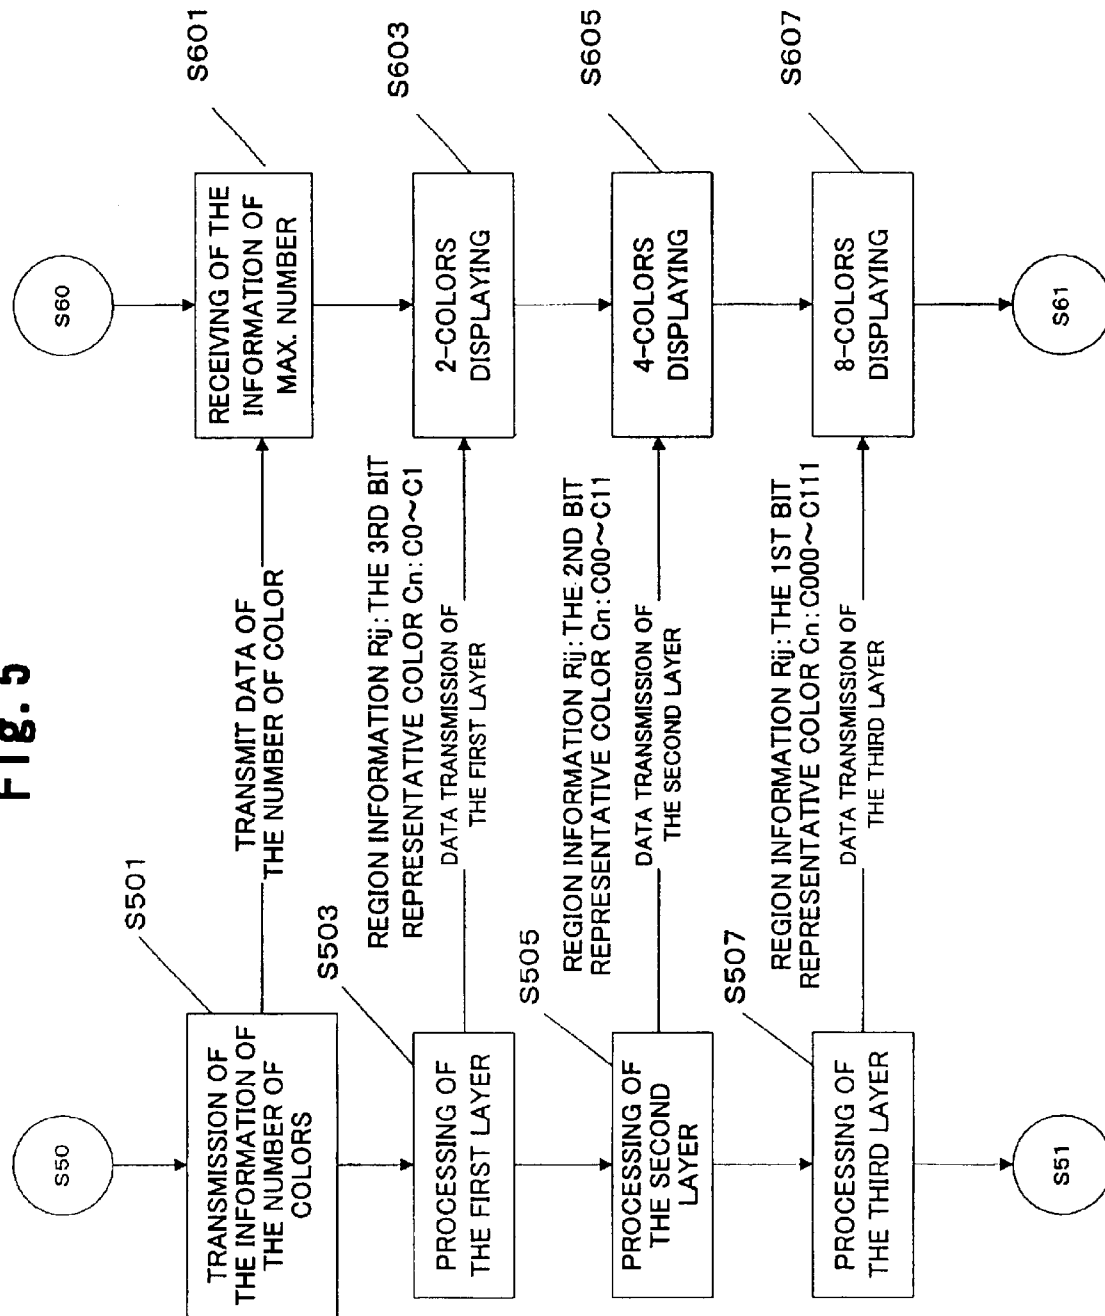 Fig. 5
S50
TRANSMISSION OF
THE INFORMATION OF
THE NUMBER OF
COLORS
S501
TRANSMIT DATA OF
THE NUMBER OF COLOR
S60
RECEIVING OF THE
INFORMATION OF
MAX. NUMBER
S601
PROCESSING OF
THE FIRST LAYER
S503
REGION INFORMATION Rij: THE 3RD BIT
REPRESENTATIVE COLOR Cn: C0~C1
DATA TRANSMISSION OF
THE FIRST LAYER
2-COLORS
DISPLAYING
S603
PROCESSING OF
THE SECOND
LAYER
S505
REGION INFORMATION Rij: THE 2ND BIT
REPRESENTATIVE COLOR Cn: C00~C11
DATA TRANSMISSION OF
THE SECOND LAYER
4-COLORS
DISPLAYING
S605
PROCESSING OF
THE THIRD LAYER
S507
REGION INFORMATION Rij: THE 1ST BIT
REPRESENTATIVE COLOR Cn: C000~C111
DATA TRANSMISSION OF
THE THIRD LAYER
8-COLORS
DISPLAYING
S607
S51
S61